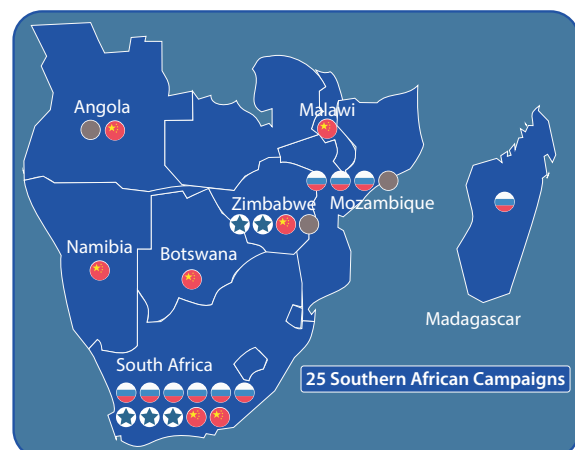 Angola
Malawi
Mozambique
Zimbabwe
Namibia
Botswana
Madagascar
South Africa
25 Southern African Campaigns